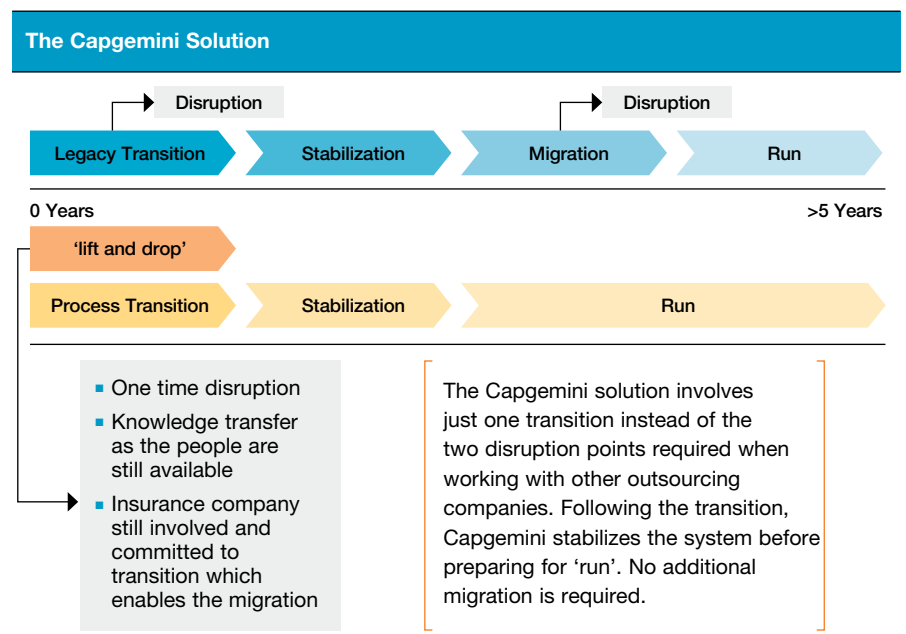 The Capgemini Solution
Disruption
Disruption
Legacy Transition
Stabilization
Migration
Run
0 Years
>5 Years
‘lift and drop’
Process Transition
Stabilization
Run
One time disruption
Knowledge transfer
as the people are
still available
Insurance company
still involved and
committed to
transition which
enables the migration
The Capgemini solution involves
just one transition instead of the
two disruption points required when
working with other outsourcing
companies. Following the transition,
Capgemini stabilizes the system before
preparing for ‘run’. No additional
migration is required.